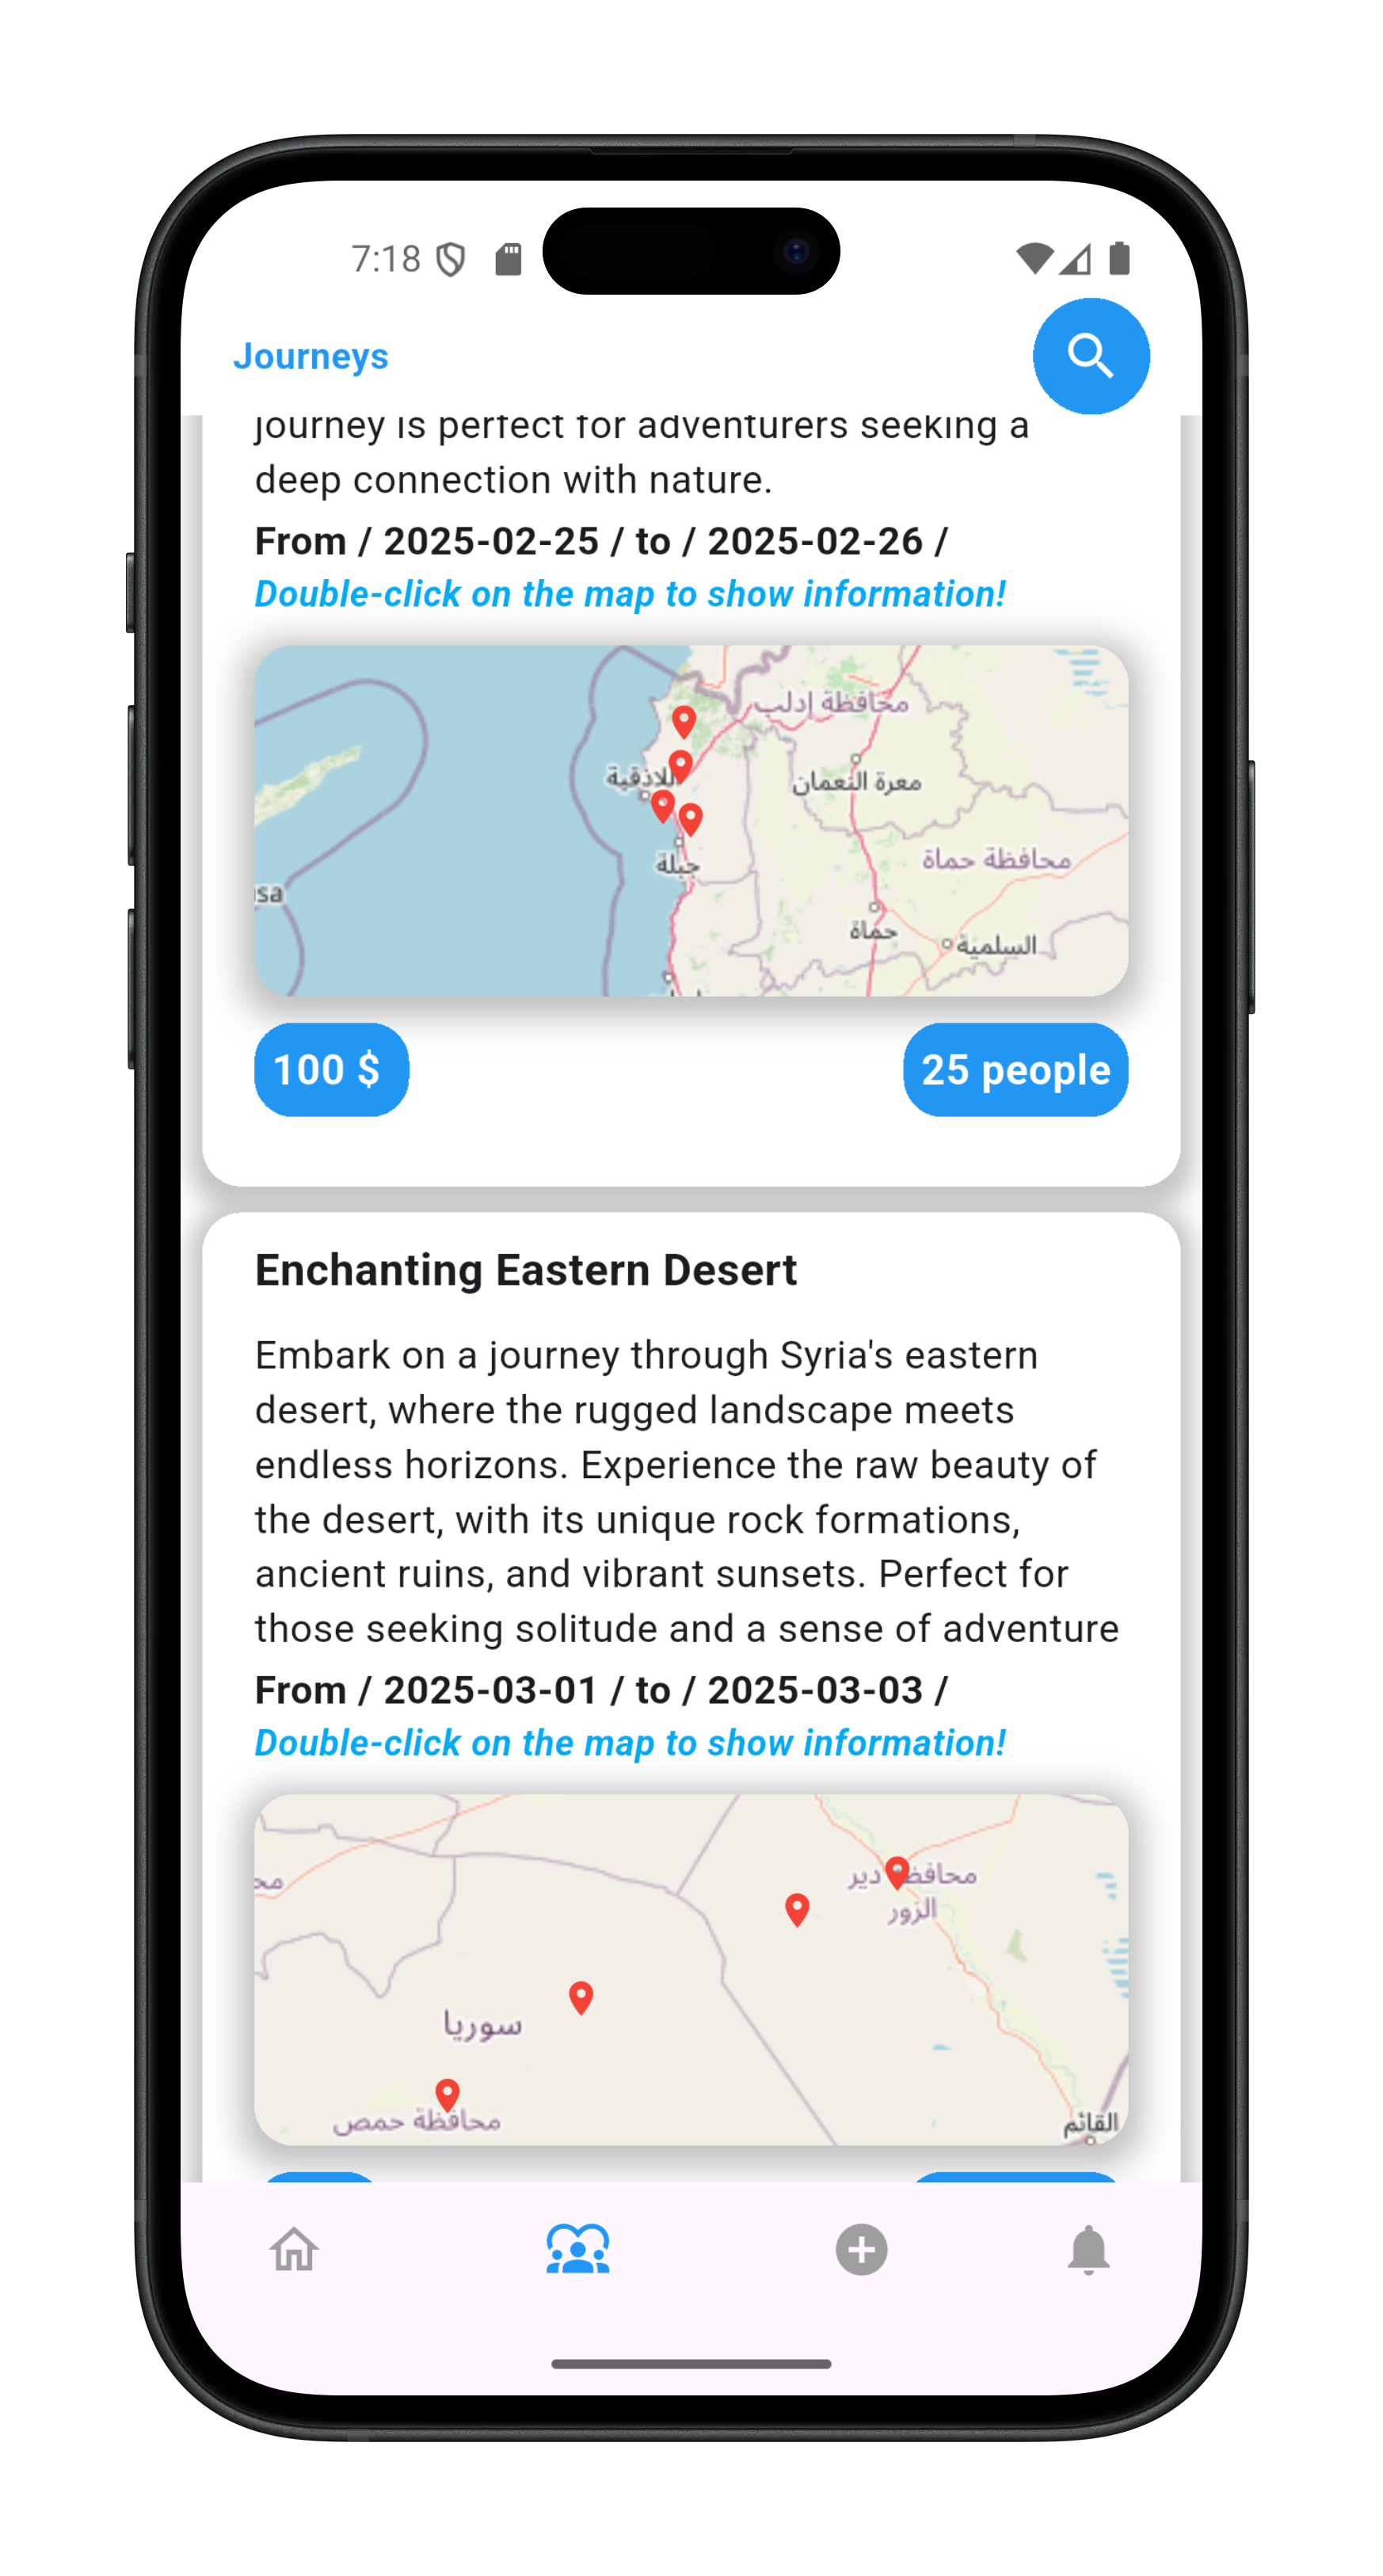 7:18
Journeys
journey is perfect for adventurers seeking a
deep connection with nature.
From / 2025-02-25 / to / 2025-02-26 /
Double-click on the map to show information!
محافظة إدلب
اللاذقية
معرة النعمان
محافظة حماة
جبلة
حماة
السلمية
100 $
25 people
Enchanting Eastern Desert
Embark on a journey through Syria's eastern
desert, where the rugged landscape meets
endless horizons. Experience the raw beauty of
the desert, with its unique rock formations,
ancient ruins, and vibrant sunsets. Perfect for
those seeking solitude and a sense of adventure
From / 2025-03-01 / to / 2025-03-03 /
Double-click on the map to show information!
محافظة دير
الزور
سوريا
محافظة حمص
القائم